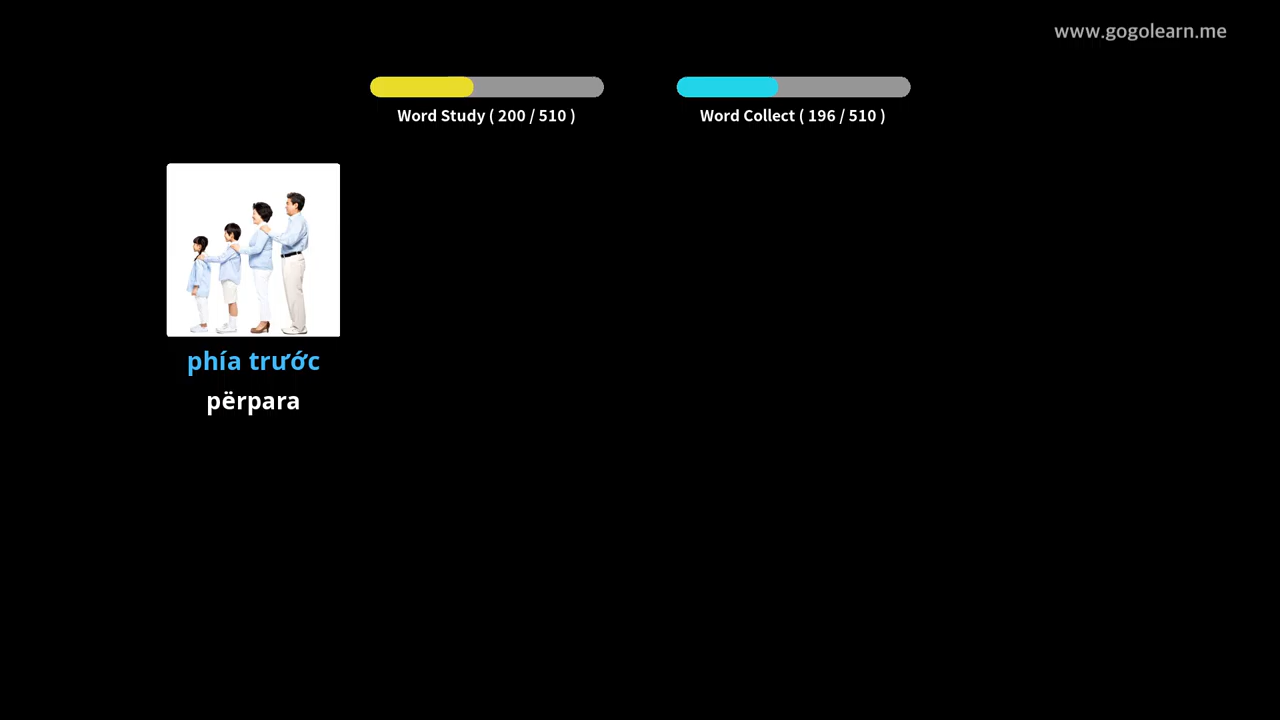 www.gogolearn.me
Word Study ( 200 / 510 )
Word Collect ( 196 / 510 )
phía trước
përpara